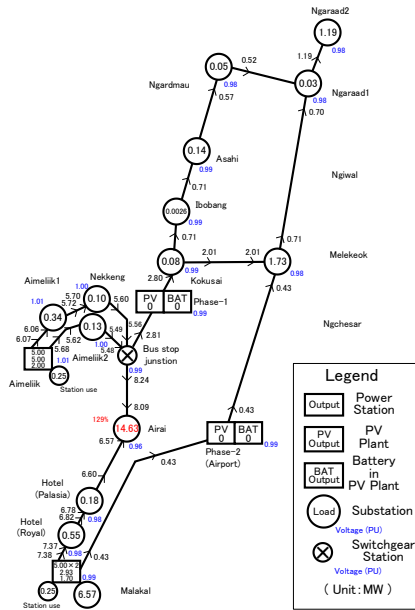 Ngaraad2
1.19
0.98
1.19
0.05
0.52
0.98
0.03
Ngardmau
Ngaraad1
0.98
0.57
0.70
0.14
Asahi
0.99
Ngiwal
0.71
Ibobang
0.0026
0.99
0.71
0.71
2.01
2.01
Melekeok
0.08
1.73
0.99
0.98
Kokusai
2.80
0.43
PV
0
BAT
0
Phase-1
0.99
2.81
Ngchesar
Aimeliik1
Nekkeng
1.00
1.01
5.70
5.72
0.10
5.60
0.34
6.06
6.07
0.13
5.49
5.56
5.62
1.00
5.48
5.68
Aimeliik2
5.00
5.00
2.00
1.01
Aimeliik
0.25
Station use
Bus stop
junstion
0.99
8.24
8.09
129%
14.63
Airai
0.96
6.57
0.43
PV
0
BAT
0
0.99
Phase-2
(Airport)
0.43
6.60
Hotel
(Palasia)
0.18
6.78
6.82
0.98
Hotel
(Royal)
0.55
7.37
0.98
7.38
0.43
5.00×2
2.93
1.70
0.99
0.25
6.57
Malakal
Station use
Legend
Output
Power
Station
PV
Output
PV
Plant
BAT
Output
Battery
in
PV Plant
Load
Substation
Voltage (PU)
Switchgear
Station
Voltage (PU)
( Unit : MW )